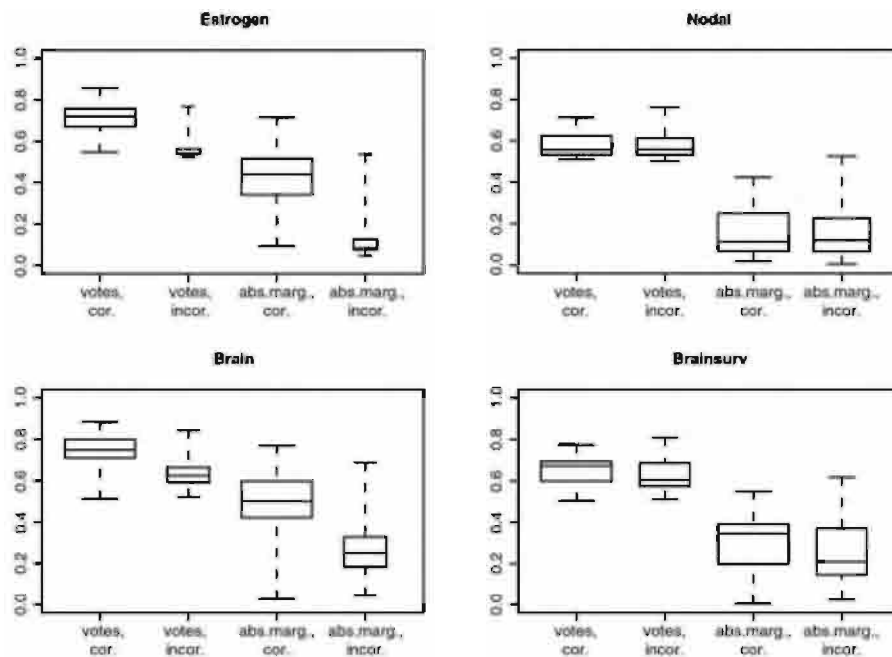 Estrogen
0.0 0.2 0.4 0.6 0.8 1.0
votes, votes, abs.marg., abs.marg.,
cor. incor. cor. incor.
Nodal
0.0 0.2 0.4 0.6 0.8 1.0
votes, votes, abs.marg., abs.marg.,
cor. incor. cor. incor.
Brain
0.0 0.2 0.4 0.6 0.8 1.0
votes, votes, abs.marg., abs.marg.,
cor. incor. cor. incor.
Brainsurv
0.0 0.2 0.4 0.6 0.8 1.0
votes, votes, abs.marg., abs.marg.,
cor. incor. cor. incor.